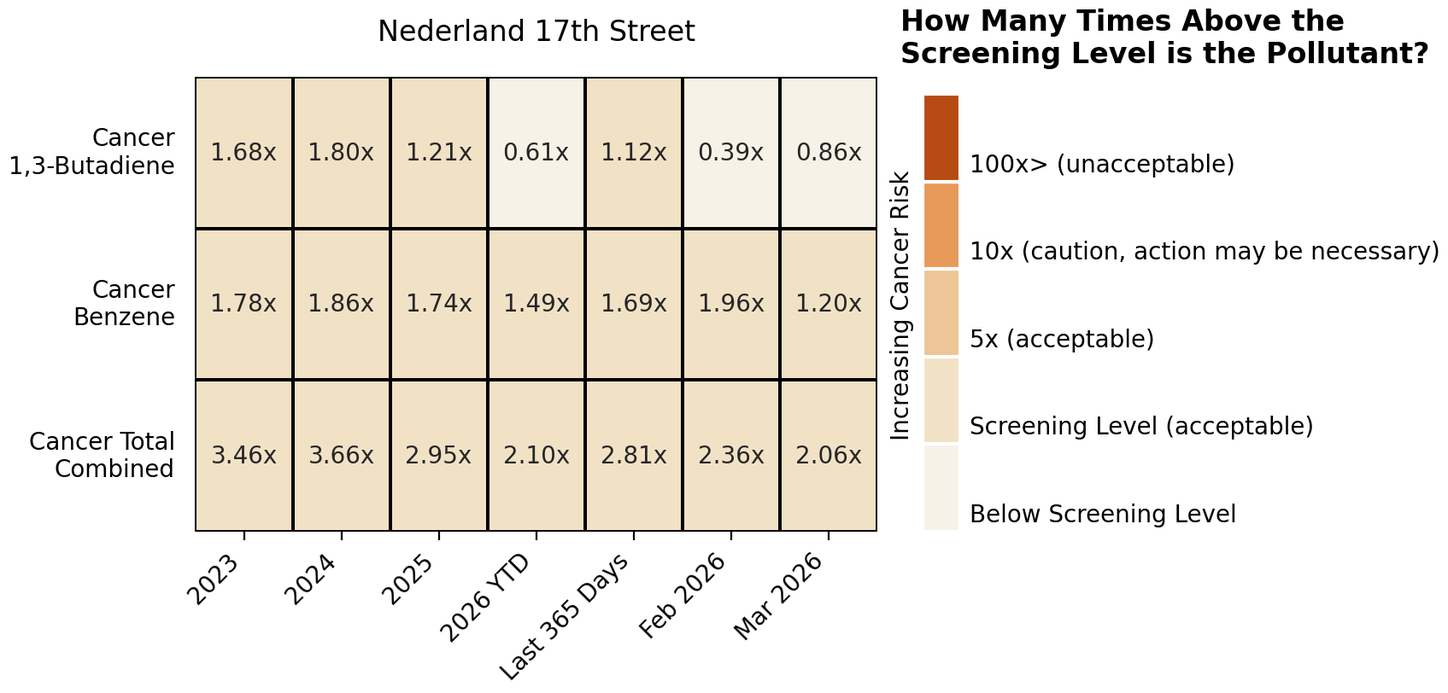 Nederland 17th Street
Cancer
1,3-Butadiene
1.68x 1.80x 1.21x 0.61x 1.12x 0.39x 0.86x
Cancer
Benzene
1.78x 1.86x 1.74x 1.49x 1.69x 1.96x 1.20x
Cancer Total
Combined
3.46x 3.66x 2.95x 2.10x 2.81x 2.36x 2.06x
2023 2024 2025 2026 YTD Last 365 Days Feb 2026 Mar 2026
How Many Times Above the
Screening Level is the Pollutant?
Increasing Cancer Risk
100x> (unacceptable)
10x (caution, action may be necessary)
5x (acceptable)
Screening Level (acceptable)
Below Screening Level